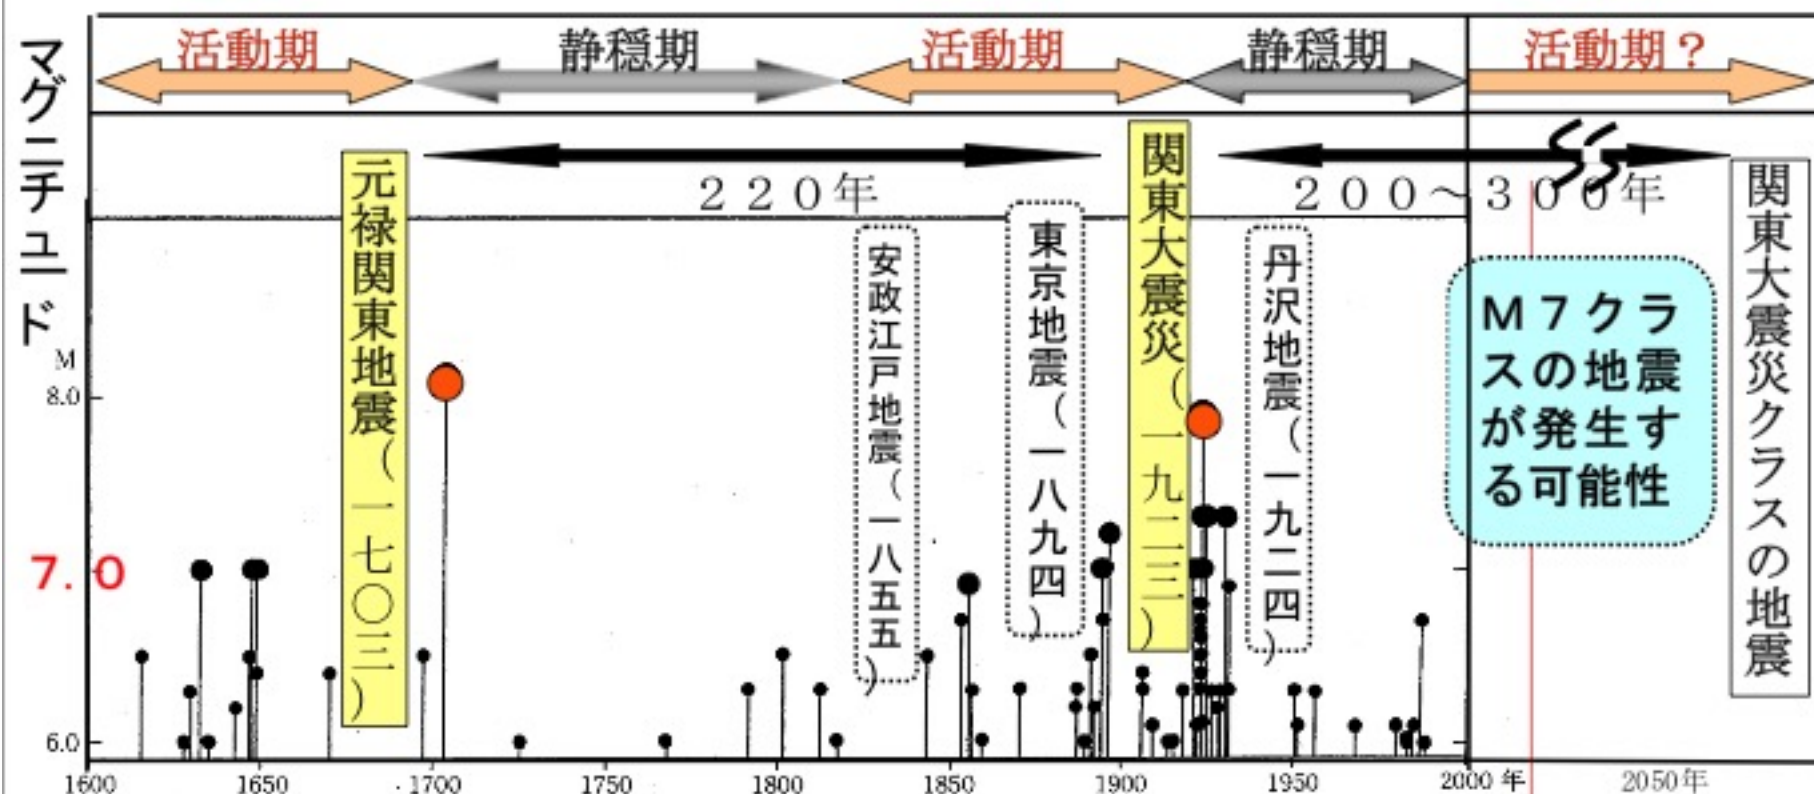 活動期
静穏期
活動期
静穏期
活動期？
マグニチュード
220年
200～300年
元禄関東地震（一七〇三）
安政江戸地震（一八五五）
東京地震（一八九四）
関東大震災（一九二三）
丹沢地震（一九二四）
M7クラ
スの地震
が発生す
る可能性
関東大震災クラスの地震
M
8.0
7.0
6.0
1600
1650
1700
1750
1800
1850
1900
1950
2000 年
2050年